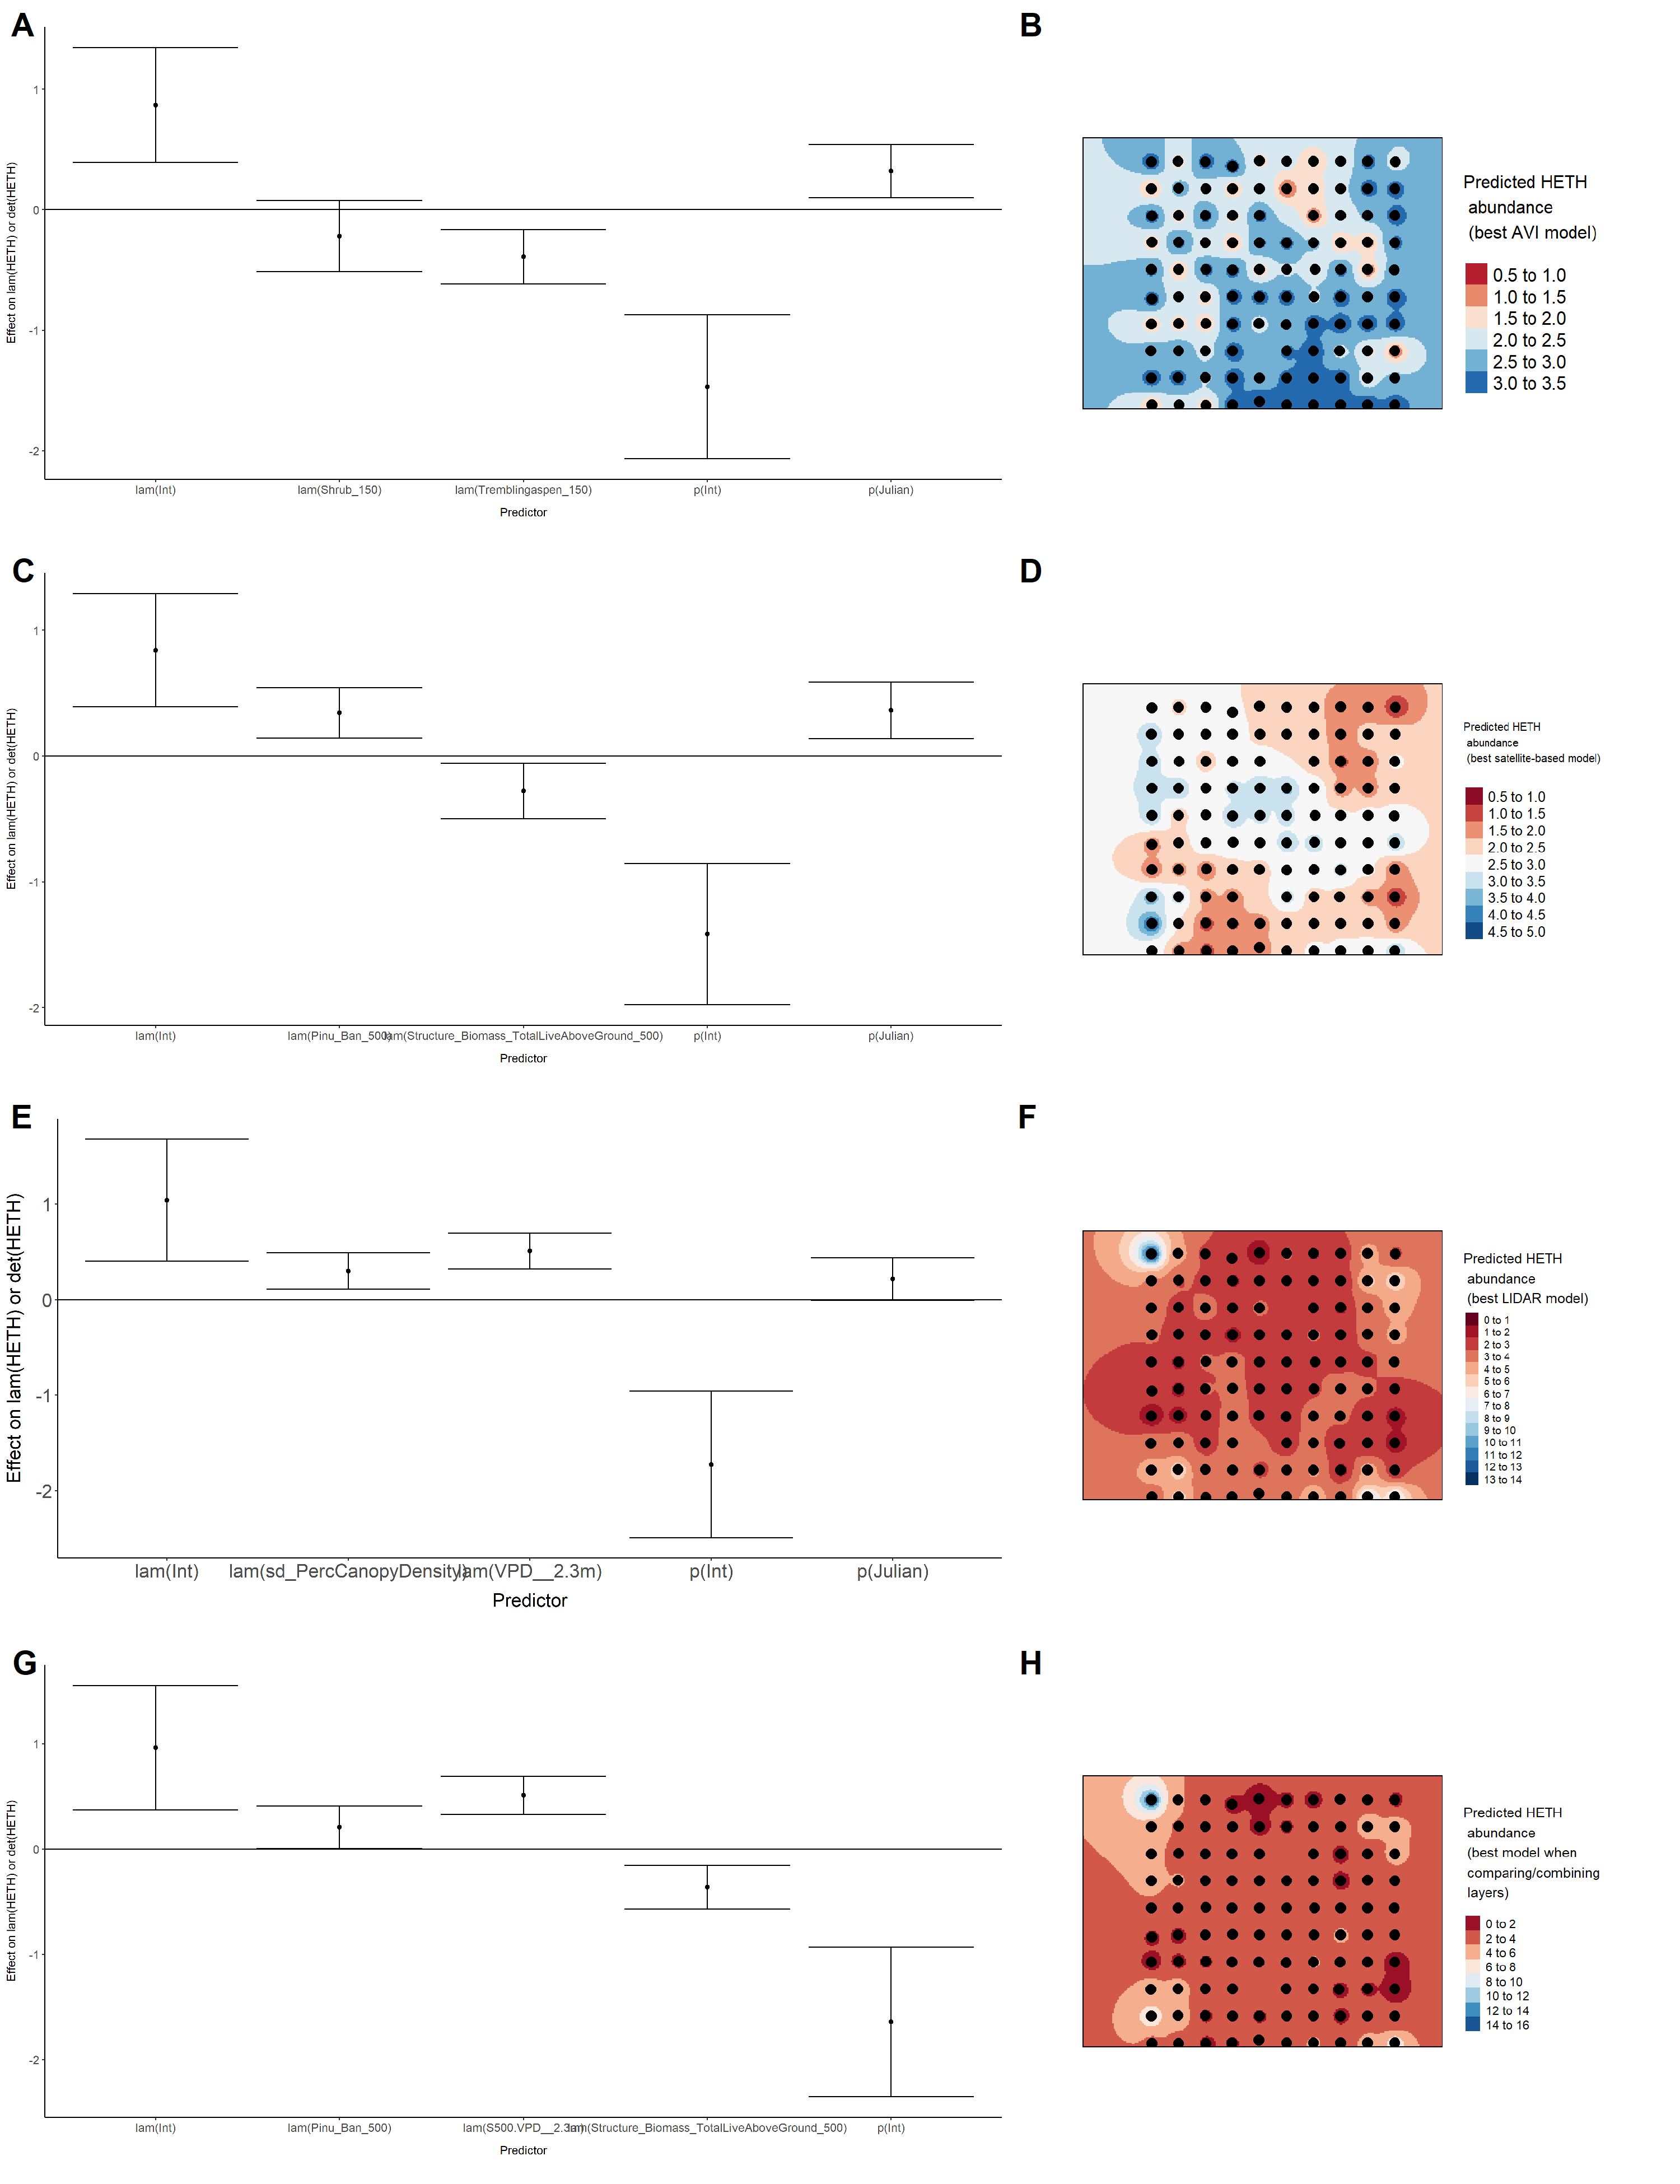 A
Effect on lam(HETH) or det(HETH)
1
0
-1
-2
lam(Int)
lam(Shrub_150)
lam(Tremblingaspen_150)
p(Int)
p(Julian)
Predictor
B
Predicted HETH
abundance
(best AVI model)
0.5 to 1.0
1.0 to 1.5
1.5 to 2.0
2.0 to 2.5
2.5 to 3.0
3.0 to 3.5
C
Effect on lam(HETH) or det(HETH)
1
0
-1
-2
lam(Int)
lam(Pinu_Ban_500)
lam(Structure_Biomass_TotalLiveAboveGround_500)
p(Int)
p(Julian)
Predictor
D
Predicted HETH
abundance
(best satellite-based model)
0.5 to 1.0
1.0 to 1.5
1.5 to 2.0
2.0 to 2.5
2.5 to 3.0
3.0 to 3.5
3.5 to 4.0
4.0 to 4.5
4.5 to 5.0
E
Effect on lam(HETH) or det(HETH)
1
0
-1
-2
lam(Int)
lam(sd_PercCanopyDensity)
lam(VPD__2.3m)
p(Int)
p(Julian)
Predictor
F
Predicted HETH
abundance
(best LIDAR model)
0 to 1
1 to 2
2 to 3
3 to 4
4 to 5
5 to 6
6 to 7
7 to 8
8 to 9
9 to 10
10 to 11
11 to 12
12 to 13
13 to 14
G
Effect on lam(HETH) or det(HETH)
1
0
-1
-2
lam(Int)
lam(Pinu_Ban_500)
lam(S500.VPD__2.3m)
lam(Structure_Biomass_TotalLiveAboveGround_500)
p(Int)
Predictor
H
Predicted HETH
abundance
(best model when
comparing/combining
layers)
0 to 2
2 to 4
4 to 6
6 to 8
8 to 10
10 to 12
12 to 14
14 to 16